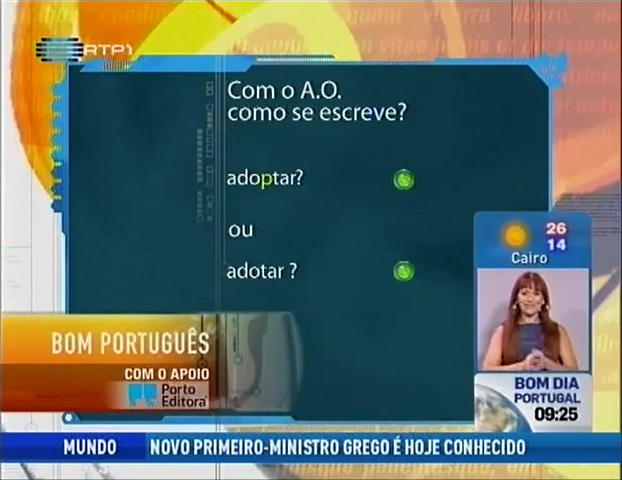 RTP1
Com o A.O.
como se escreve?
adoptar?
ou
adotar ?
26
14
Cairo
BOM PORTUGUÊS
COM O APOIO
Porto
Editora
BOM DIA
PORTUGAL
09:25
MUNDO NOVO PRIMEIRO-MINISTRO GREGO É HOJE CONHECIDO